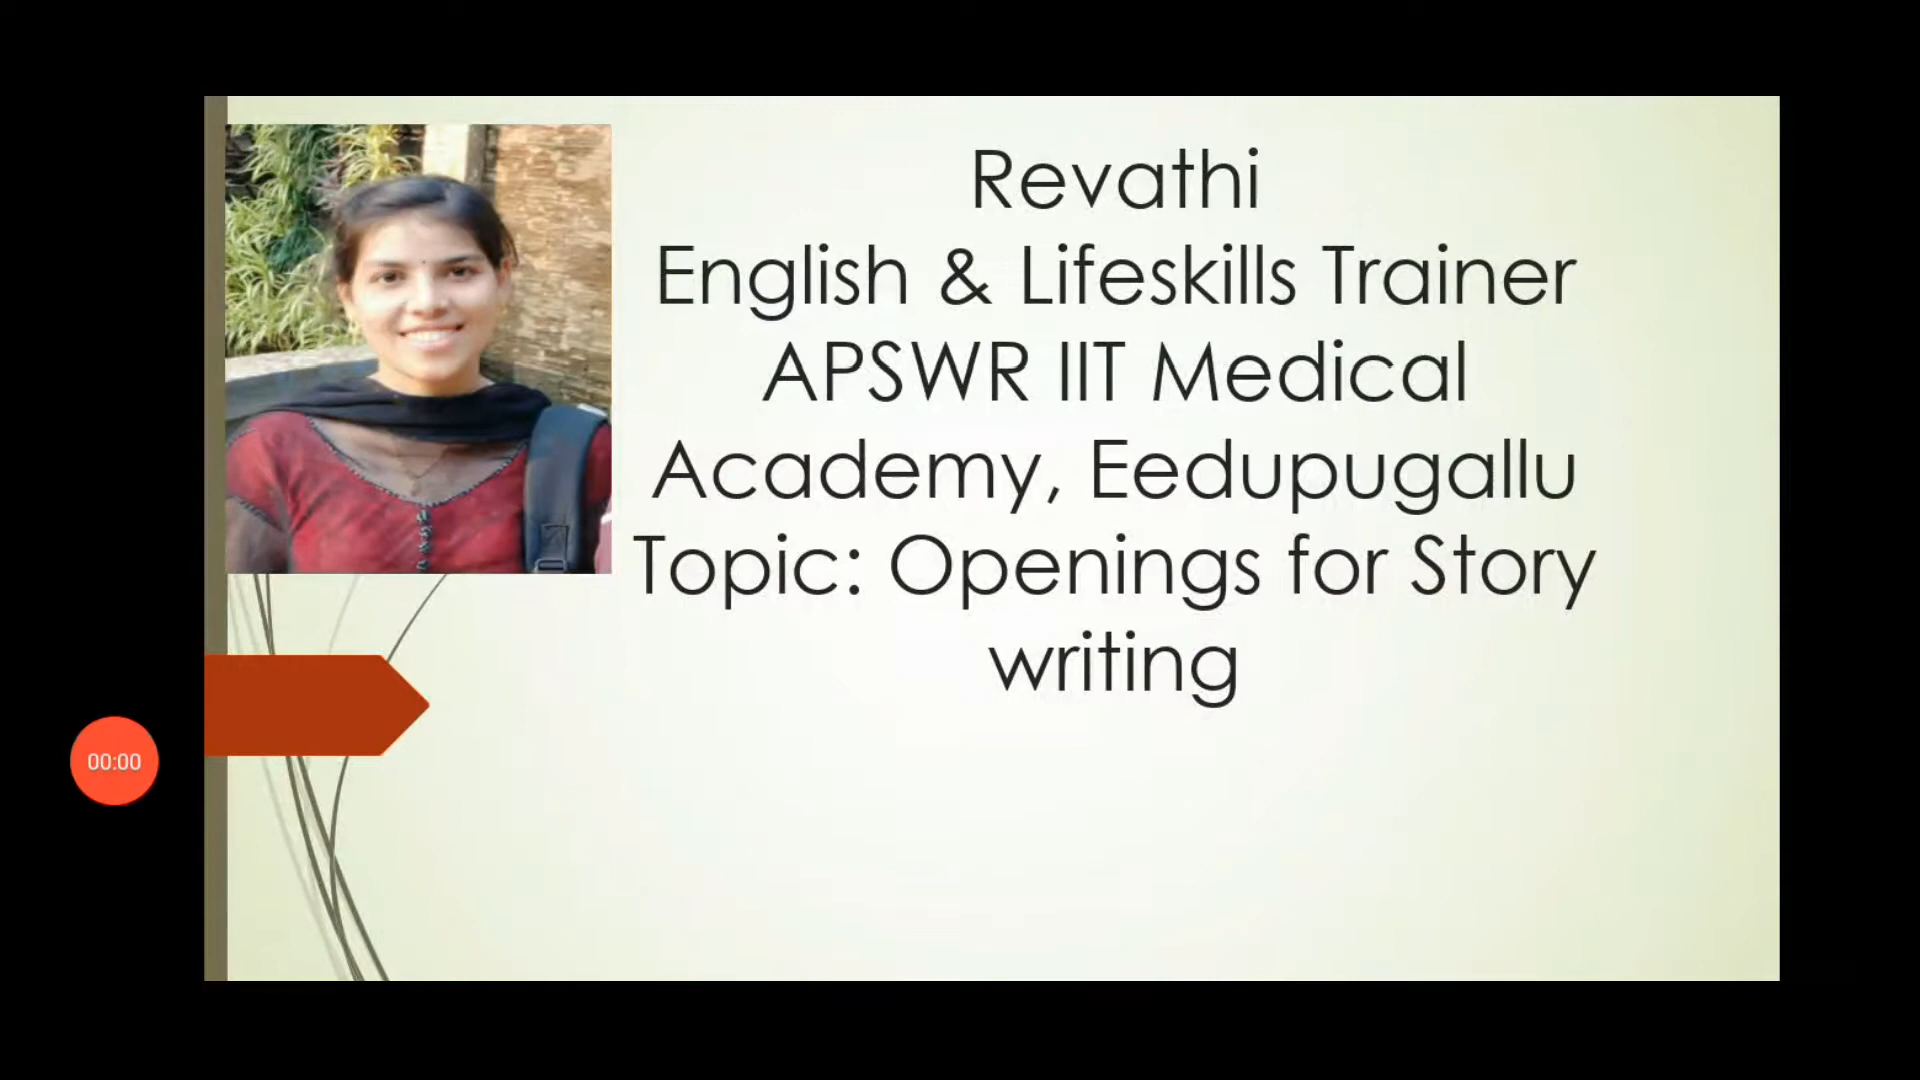 Revathi
English & Lifeskills Trainer
APSWR IIT Medical
Academy, Eedupugallu
Topic: Openings for Story
writing
00:00